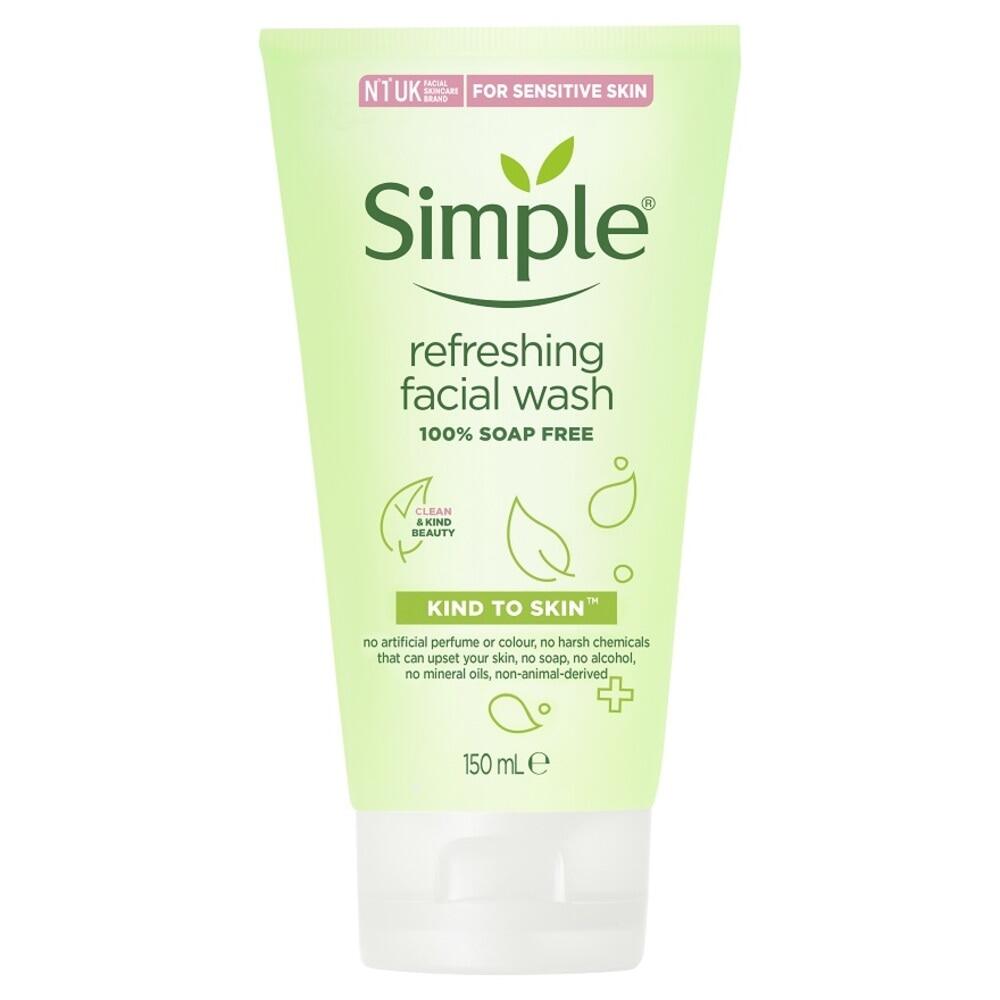 N°1 UK FACIAL SKINCARE BRAND FOR SENSITIVE SKIN
Simple®
refreshing
facial wash
100% SOAP FREE
CLEAN
& KIND
BEAUTY
KIND TO SKIN™
no artificial perfume or colour, no harsh chemicals
that can upset your skin, no soap, no alcohol,
no mineral oils, non-animal-derived
150 mL ℮